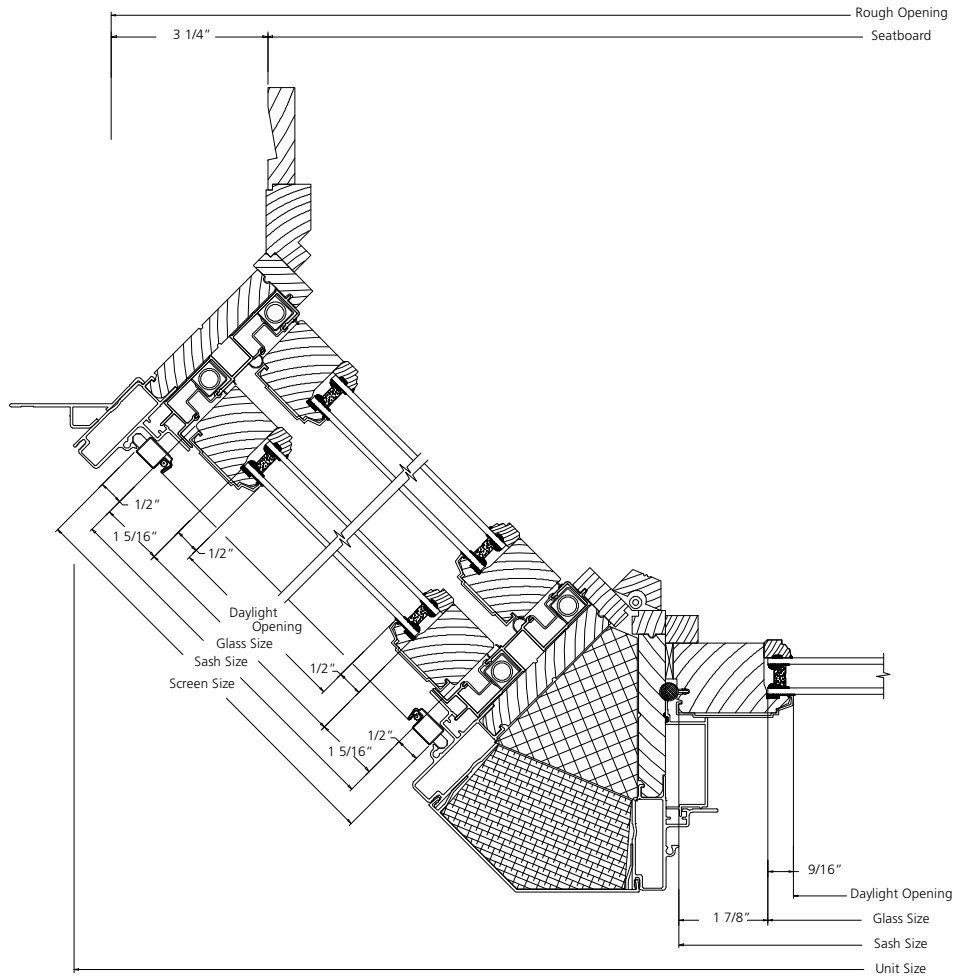 Rough Opening
3 1/4”
Seatboard
1/2”
1 5/16”
1/2”
Daylight
Opening
Glass Size
Sash Size
Screen Size
1/2”
1/2”
1 5/16”
9/16”
Daylight Opening
1 7/8”
Glass Size
Sash Size
Unit Size